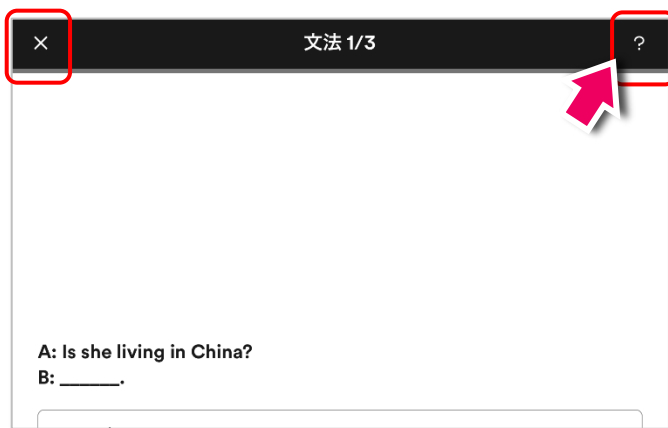 × 文法 1/3 ?
A: Is she living in China?
B: ______.